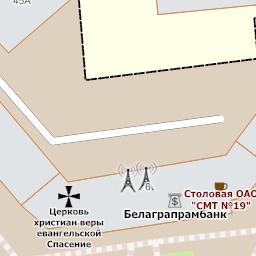 45А
Столовая ОАО
"СМТ №19"
Белаграпрамбанк
Церковь
христиан веры
евангельской
Спасение